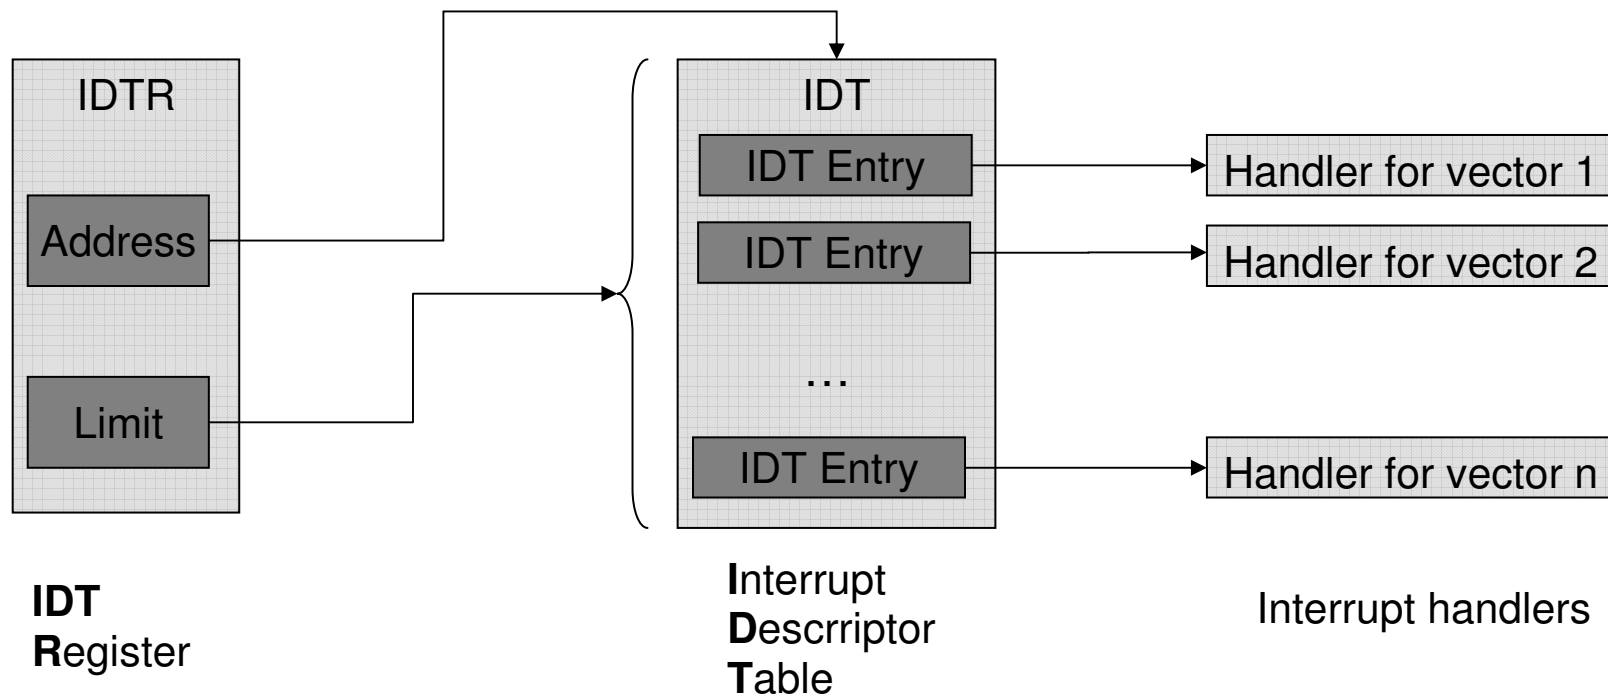 IDTR
Address
Limit
IDT
Register
IDT
IDT Entry
IDT Entry
...
IDT Entry
Interrupt
Descrriptor
Table
Handler for vector 1
Handler for vector 2
Handler for vector n
Interrupt handlers